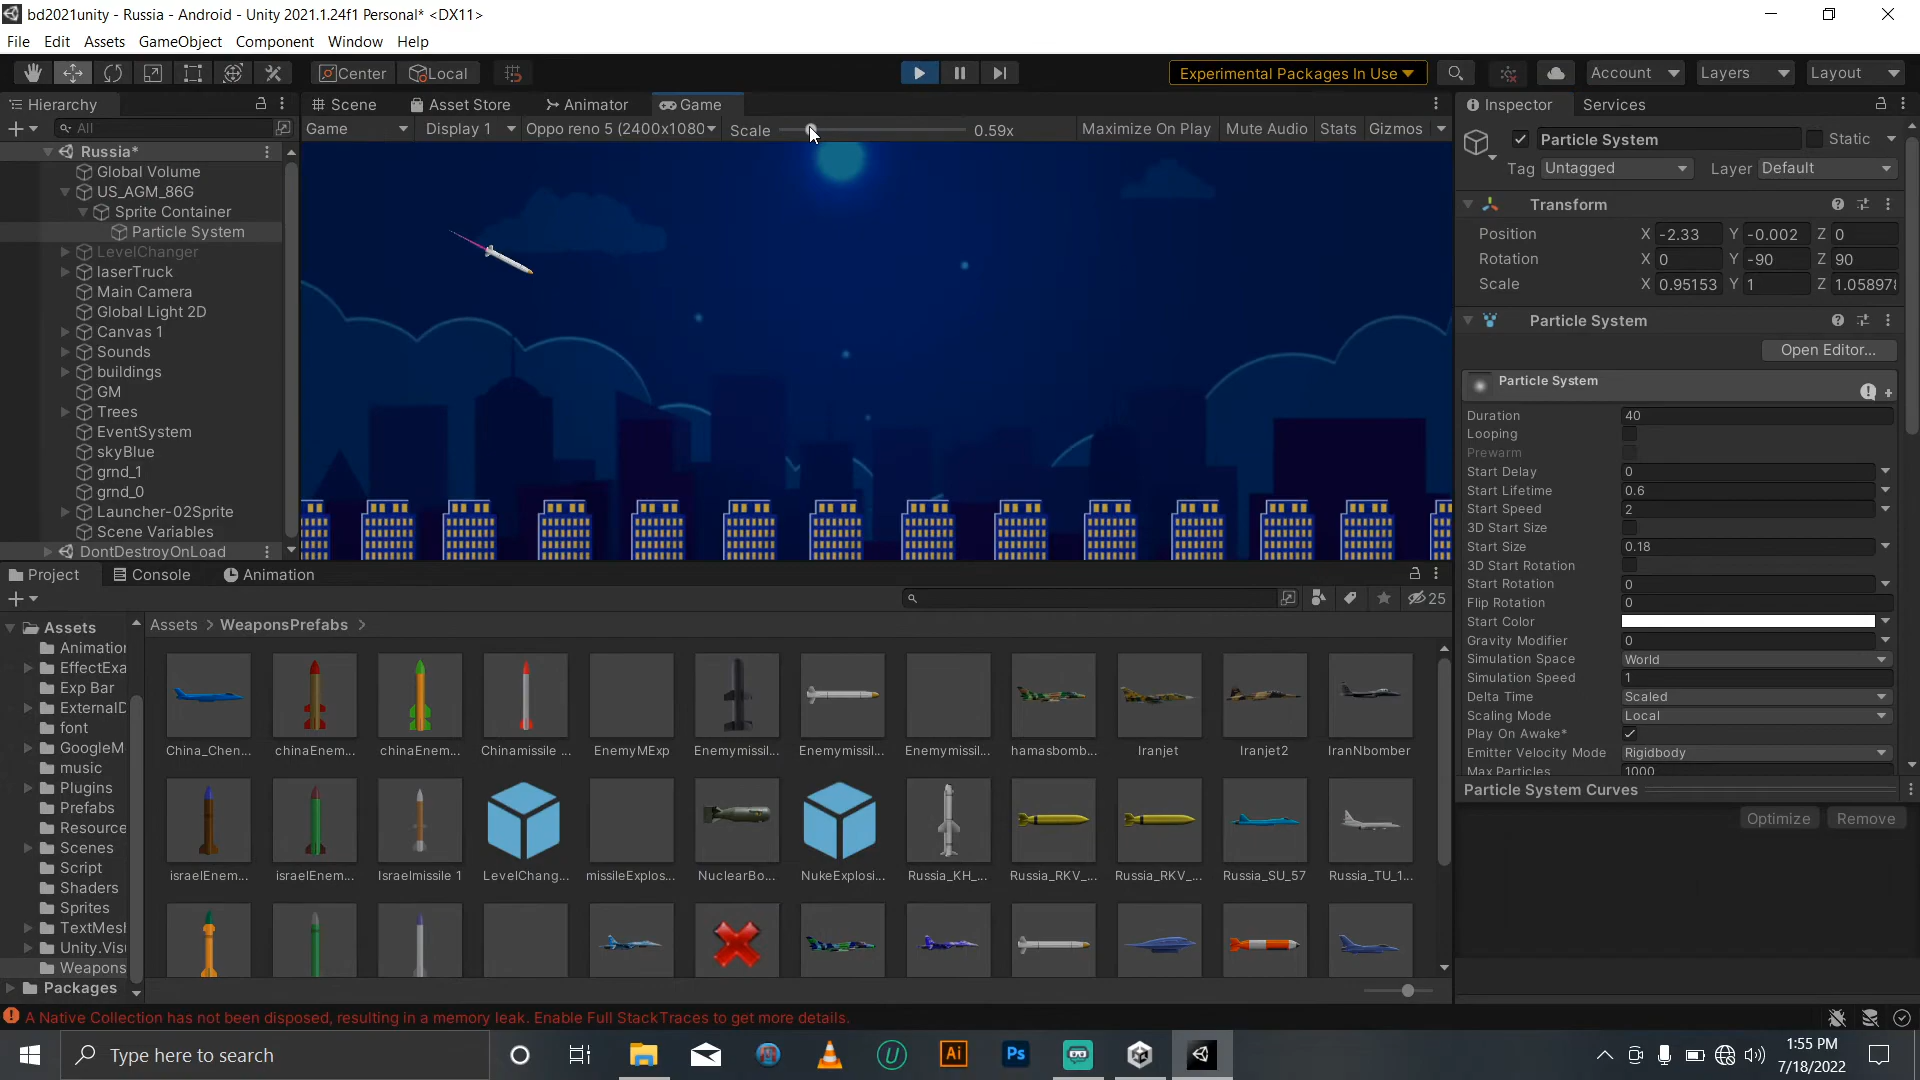 bd2021unity - Russia - Android - Unity 2021.1.24f1 Personal* <DX11>
File Edit Assets GameObject Component Window Help
Center Local Experimental Packages In Use Account Layers Layout
Hierarchy
All
Russia*
Global Volume
US_AGM_86G
Sprite Container
Particle System
LevelChanger
laserTruck
Main Camera
Global Light 2D
Canvas 1
Sounds
buildings
GM
Trees
EventSystem
skyBlue
grnd_1
grnd_0
Launcher-02Sprite
Scene Variables
DontDestroyOnLoad
Scene Asset Store Animator Game
Game Display 1 Oppo reno 5 (2400x1080 Scale 0.59x Maximize On Play Mute Audio Stats Gizmos
Inspector Services
Particle System Static
Tag Untagged Layer Default
Transform
Position X -2.33 Y -0.002 Z 0
Rotation X 0 Y -90 Z 90
Scale X 0.95153 Y 1 Z 1.058978
Particle System
Open Editor...
Particle System
Duration 40
Looping
Prewarm
Start Delay 0
Start Lifetime 0.6
Start Speed 2
3D Start Size
Start Size 0.18
3D Start Rotation
Start Rotation 0
Flip Rotation 0
Start Color
Gravity Modifier 0
Simulation Space World
Simulation Speed 1
Delta Time Scaled
Scaling Mode Local
Play On Awake*
Emitter Velocity Mode Rigidbody
Max Particles 1000
Particle System Curves
Optimize Remove
Project Console Animation
25
Assets
Animation
EffectExa
Exp Bar
ExternalD
font
GoogleM
music
Plugins
Prefabs
Resource
Scenes
Script
Shaders
Sprites
TextMesh
Unity.Visu
Weapons
Packages
Assets > WeaponsPrefabs >
China_Chen... chinaEnem... chinaEnem... Chinamissile ... EnemyMExp Enemymissil... Enemymissil... Enemymissil... hamasbomb... Iranjet Iranjet2 IranNbomber
israelEnem... israelEnem... Israelmissile 1 LevelChang... missileExplos... NuclearBo... NukeExplosi... Russia_KH_... Russia_RKV_... Russia_RKV_... Russia_SU_57 Russia_TU_1...
A Native Collection has not been disposed, resulting in a memory leak. Enable Full StackTraces to get more details.
Type here to search
Ai
Ps
1:55 PM
7/18/2022